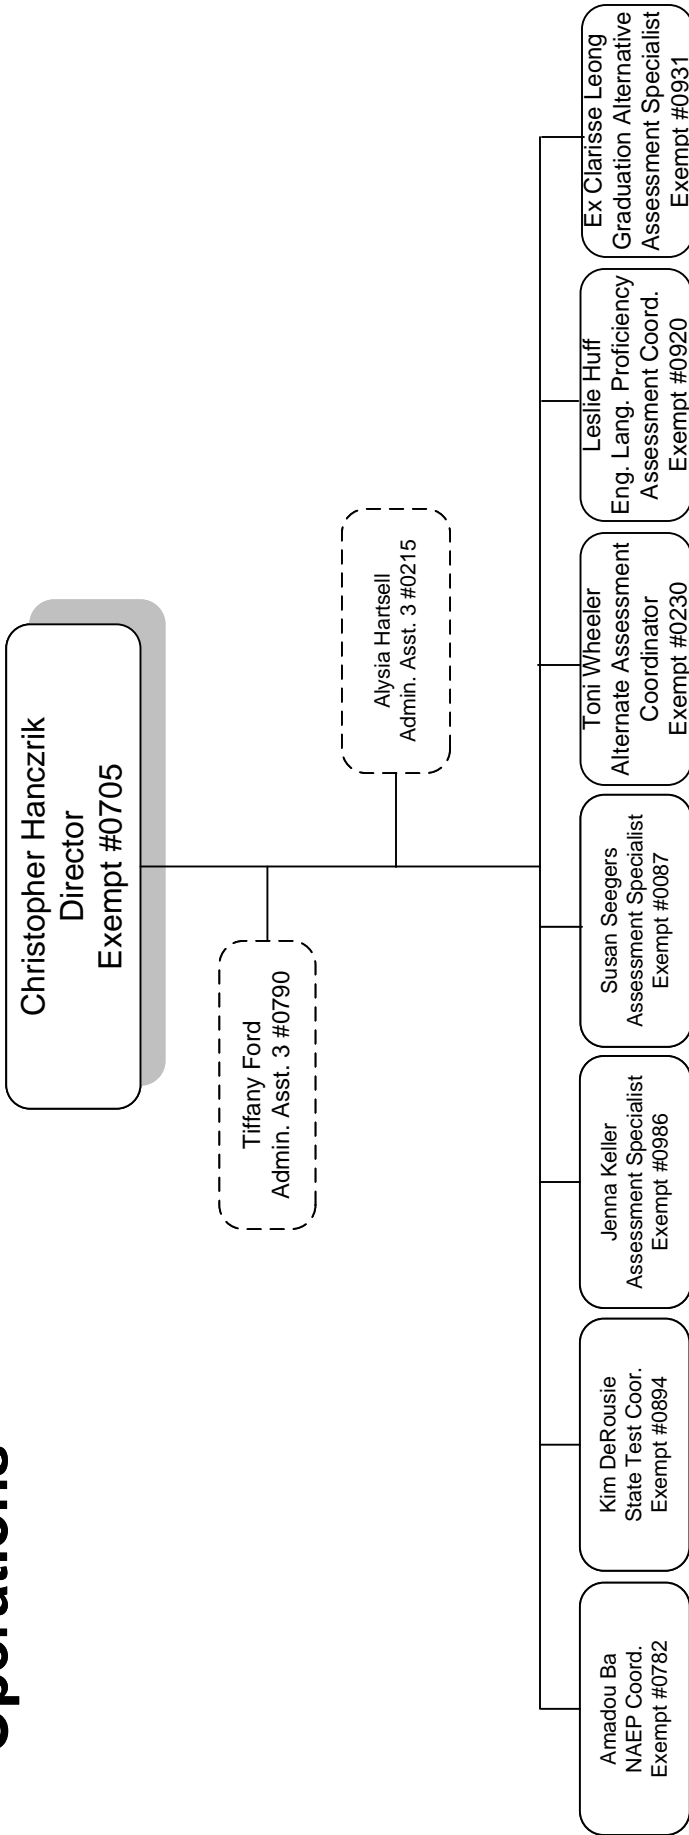 Operations
Christopher Hanczrik
Director
Exempt #0705
Tiffany Ford
Admin. Asst. 3 #0790
Alysia Hartsell
Admin. Asst. 3 #0215
Amadou Ba
NAEP Coord.
Exempt #0782
Kim DeRousie
State Test Coor.
Exempt #0894
Jenna Keller
Assessment Specialist
Exempt #0986
Susan Seegers
Assessment Specialist
Exempt #0087
Toni Wheeler
Alternate Assessment
Coordinator
Exempt #0230
Leslie Huff
Eng. Lang. Proficiency
Assessment Coord.
Exempt #0920
Ex Clarisse Leong
Graduation Alternative
Assessment Specialist
Exempt #0931